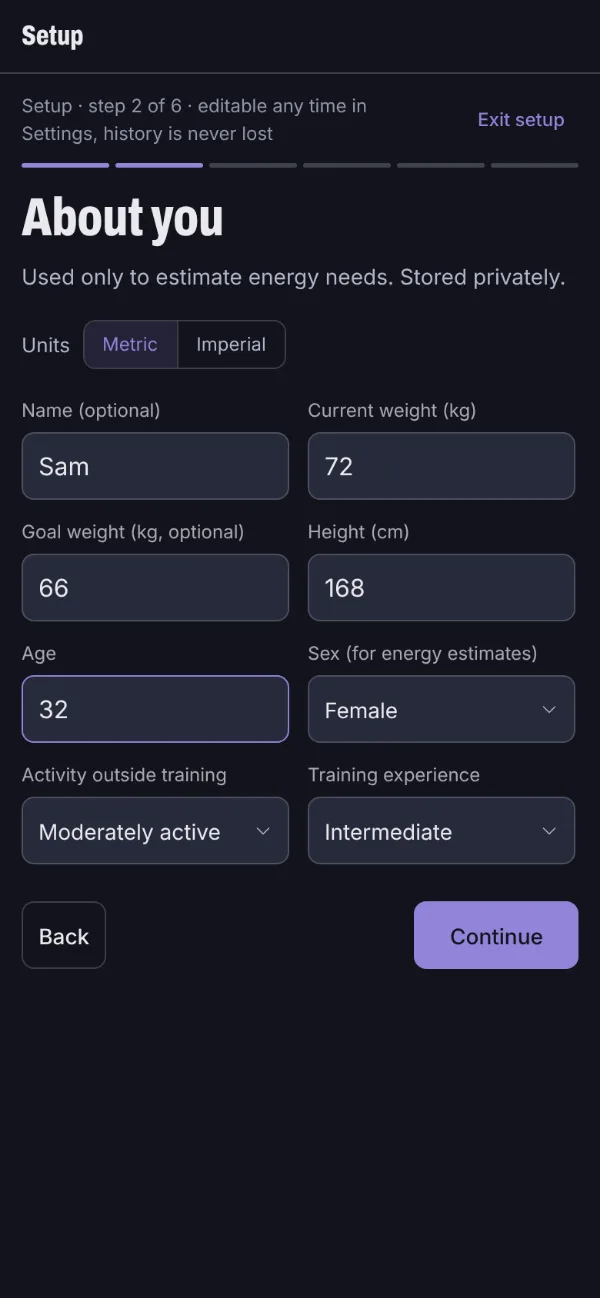 Setup
Setup · step 2 of 6 · editable any time in
Settings, history is never lost
Exit setup
About you
Used only to estimate energy needs. Stored privately.
Units
Metric
Imperial
Name (optional)
Current weight (kg)
Sam
72
Goal weight (kg, optional)
Height (cm)
66
168
Age
Sex (for energy estimates)
32
Female
Activity outside training
Training experience
Moderately active
Intermediate
Back
Continue